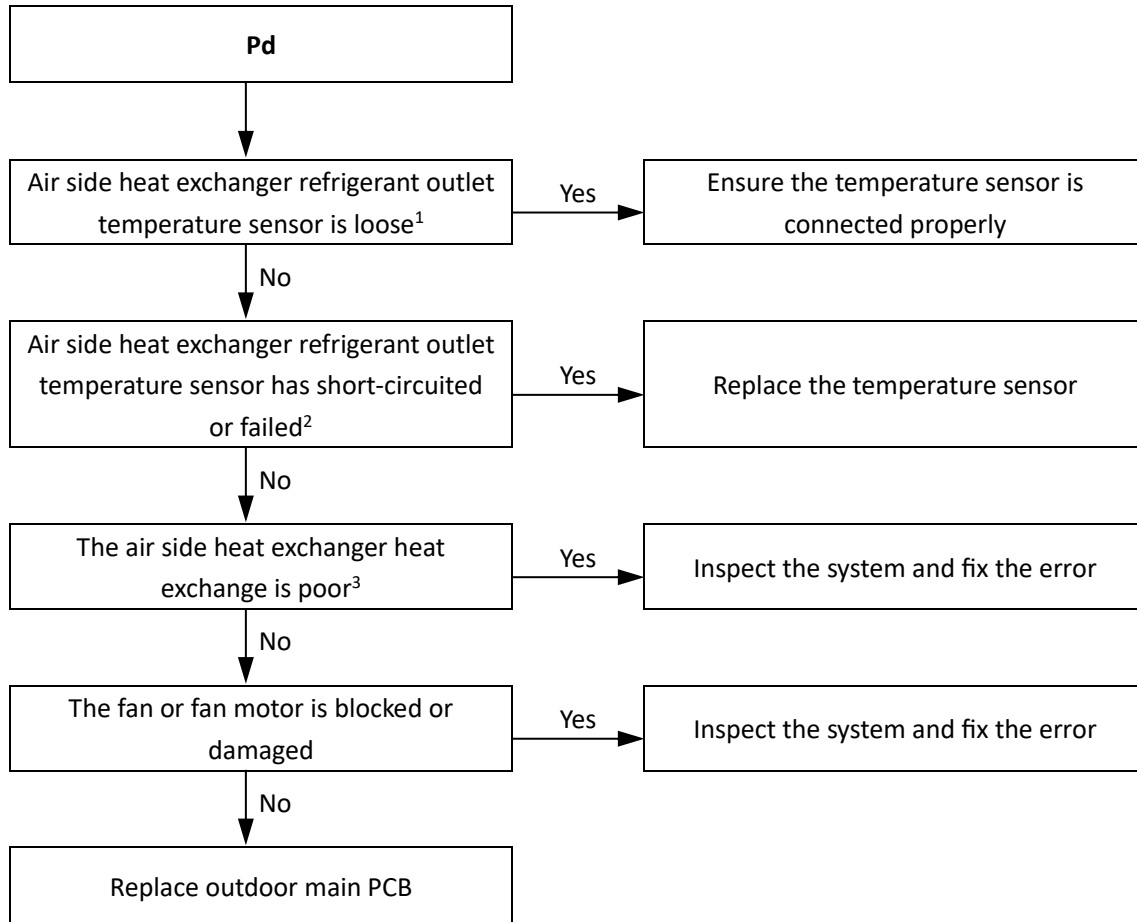 Pd
Air side heat exchanger refrigerant outlet
temperature sensor is loose¹
Yes
Ensure the temperature sensor is
connected properly
No
Air side heat exchanger refrigerant outlet
temperature sensor has short-circuited
or failed²
Yes
Replace the temperature sensor
No
The air side heat exchanger heat
exchange is poor³
Yes
Inspect the system and fix the error
No
The fan or fan motor is blocked or
damaged
Yes
Inspect the system and fix the error
No
Replace outdoor main PCB